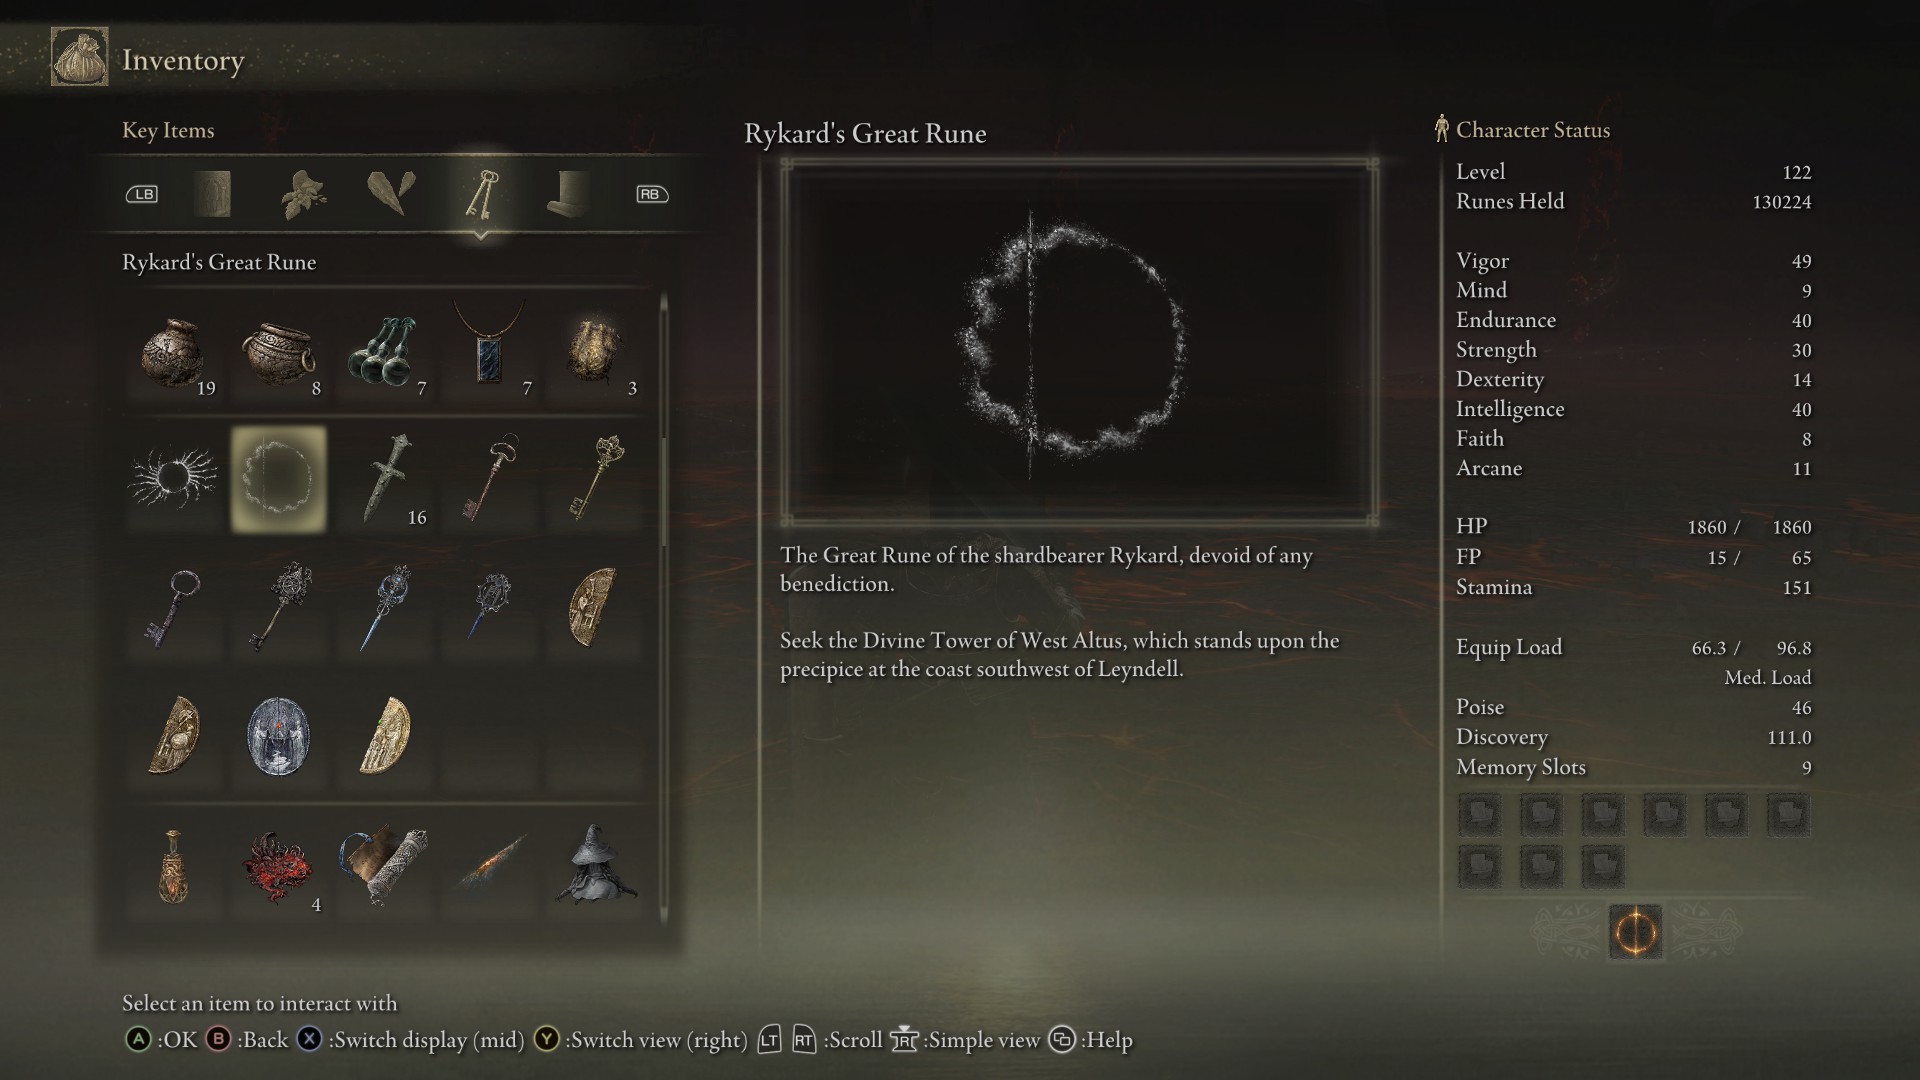 Inventory
Key Items
LB
RB
Rykard's Great Rune
19
8
7
7
3
16
4
Rykard's Great Rune
The Great Rune of the shardbearer Rykard, devoid of any
benediction.
Seek the Divine Tower of West Altus, which stands upon the
precipice at the coast southwest of Leyndell.
Character Status
Level 122
Runes Held 130224
Vigor 49
Mind 9
Endurance 40
Strength 30
Dexterity 14
Intelligence 40
Faith 8
Arcane 11
HP 1860 / 1860
FP 15 / 65
Stamina 151
Equip Load 66.3 / 96.8
Med. Load
Poise 46
Discovery 111.0
Memory Slots 9
Select an item to interact with
A :OK B :Back X :Switch display (mid) Y :Switch view (right) LT RT :Scroll R :Simple view :Help